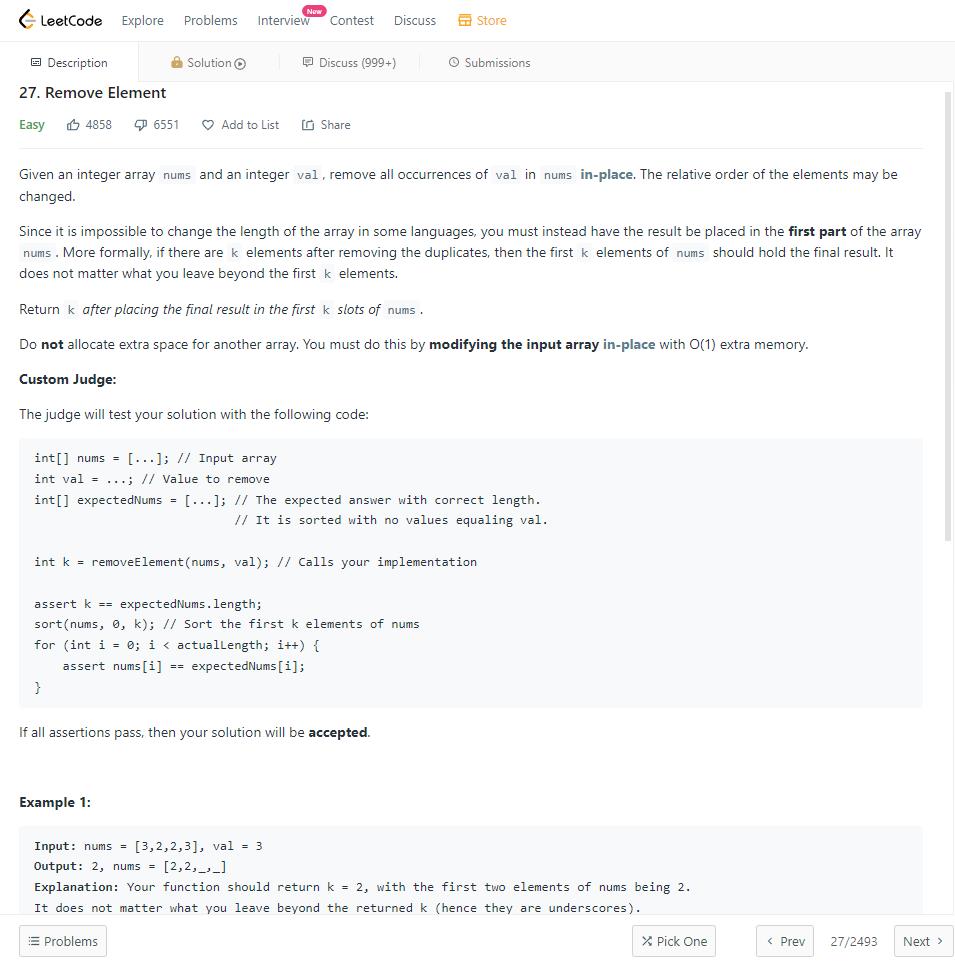 LeetCode Explore Problems Interview New Contest Discuss Store
Description Solution Discuss (999+) Submissions
27. Remove Element
Easy 4858 6551 Add to List Share
Given an integer array nums and an integer val, remove all occurrences of val in nums in-place. The relative order of the elements may be
changed.
Since it is impossible to change the length of the array in some languages, you must instead have the result be placed in the first part of the array
nums. More formally, if there are k elements after removing the duplicates, then the first k elements of nums should hold the final result. It
does not matter what you leave beyond the first k elements.
Return k after placing the final result in the first k slots of nums.
Do not allocate extra space for another array. You must do this by modifying the input array in-place with O(1) extra memory.
Custom Judge:
The judge will test your solution with the following code:
int[] nums = [...]; // Input array
int val = ...; // Value to remove
int[] expectedNums = [...]; // The expected answer with correct length.
// It is sorted with no values equaling val.
int k = removeElement(nums, val); // Calls your implementation
assert k == expectedNums.length;
sort(nums, 0, k); // Sort the first k elements of nums
for (int i = 0; i < actualLength; i++) {
assert nums[i] == expectedNums[i];
}
If all assertions pass, then your solution will be accepted.
Example 1:
Input: nums = [3,2,2,3], val = 3
Output: 2, nums = [2,2,_,_]
Explanation: Your function should return k = 2, with the first two elements of nums being 2.
It does not matter what you leave beyond the returned k (hence they are underscores).
Problems Pick One Prev 27/2493 Next